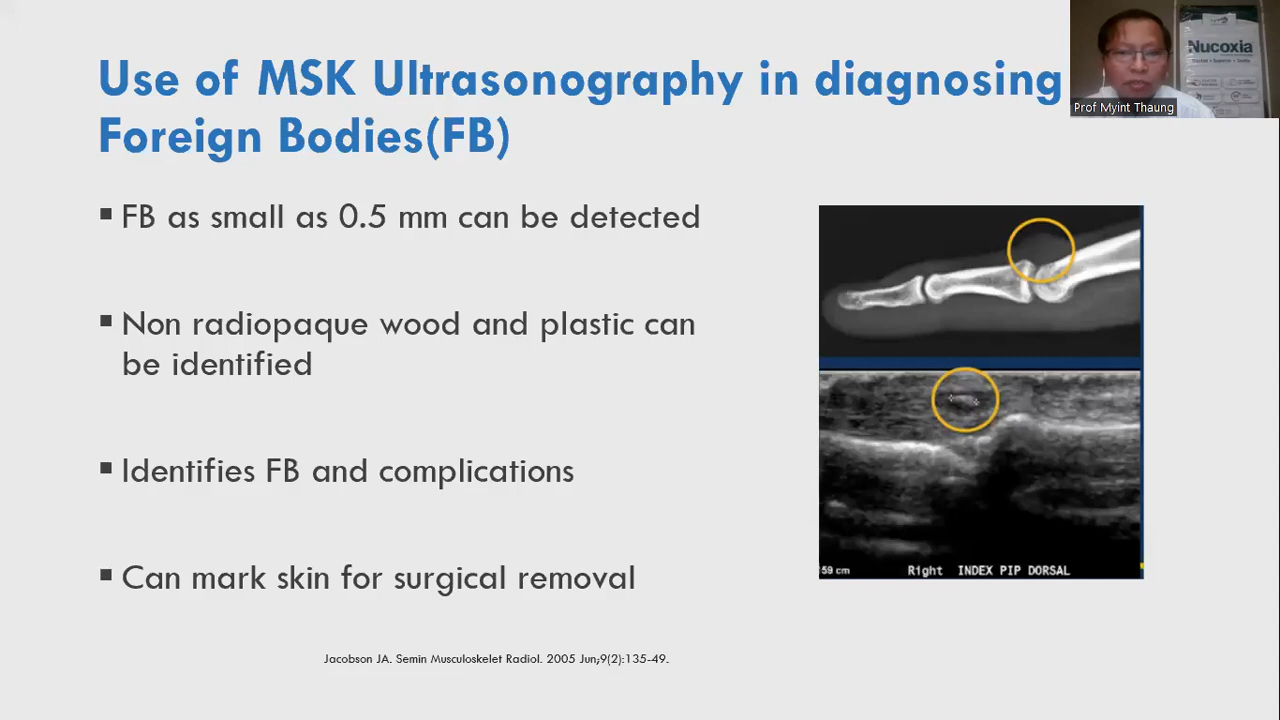 Use of MSK Ultrasonography in diagnosing
Foreign Bodies(FB)
Nucoxia
Prof Myint Thaung
▪ FB as small as 0.5 mm can be detected
▪ Non radiopaque wood and plastic can
be identified
▪ Identifies FB and complications
▪ Can mark skin for surgical removal
59 cm
Right INDEX PIP DORSAL
Jacobson JA. Semin Musculoskelet Radiol. 2005 Jun;9(2):135-49.